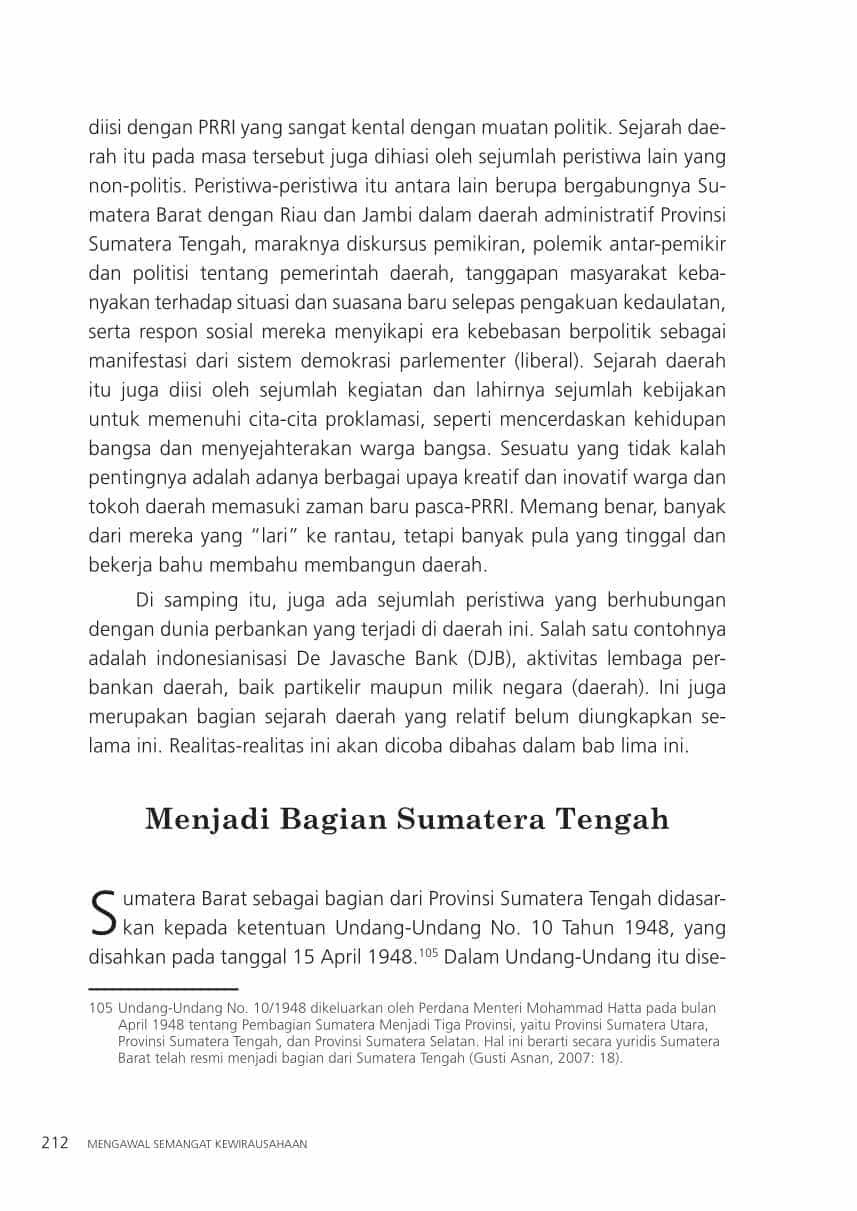 diisi dengan PRRI yang sangat kental dengan muatan politik. Sejarah dae-
rah itu pada masa tersebut juga dihiasi oleh sejumlah peristiwa lain yang
non-politis. Peristiwa-peristiwa itu antara lain berupa bergabungnya Su-
matera Barat dengan Riau dan Jambi dalam daerah administratif Provinsi
Sumatera Tengah, maraknya diskursus pemikiran, polemik antar-pemikir
dan politisi tentang pemerintah daerah, tanggapan masyarakat keba-
nyakan terhadap situasi dan suasana baru selepas pengakuan kedaulatan,
serta respon sosial mereka menyikapi era kebebasan berpolitik sebagai
manifestasi dari sistem demokrasi parlementer (liberal). Sejarah daerah
itu juga diisi oleh sejumlah kegiatan dan lahirnya sejumlah kebijakan
untuk memenuhi cita-cita proklamasi, seperti mencerdaskan kehidupan
bangsa dan menyejahterakan warga bangsa. Sesuatu yang tidak kalah
pentingnya adalah adanya berbagai upaya kreatif dan inovatif warga dan
tokoh daerah memasuki zaman baru pasca-PRRI. Memang benar, banyak
dari mereka yang “lari” ke rantau, tetapi banyak pula yang tinggal dan
bekerja bahu membahu membangun daerah.
Di samping itu, juga ada sejumlah peristiwa yang berhubungan
dengan dunia perbankan yang terjadi di daerah ini. Salah satu contohnya
adalah indonesianisasi De Javasche Bank (DJB), aktivitas lembaga per-
bankan daerah, baik partikelir maupun milik negara (daerah). Ini juga
merupakan bagian sejarah daerah yang relatif belum diungkapkan se-
lama ini. Realitas-realitas ini akan dicoba dibahas dalam bab lima ini.
Menjadi Bagian Sumatera Tengah
Sumatera Barat sebagai bagian dari Provinsi Sumatera Tengah didasar-
kan kepada ketentuan Undang-Undang No. 10 Tahun 1948, yang
disahkan pada tanggal 15 April 1948.105 Dalam Undang-Undang itu dise-
105 Undang-Undang No. 10/1948 dikeluarkan oleh Perdana Menteri Mohammad Hatta pada bulan
April 1948 tentang Pembagian Sumatera Menjadi Tiga Provinsi, yaitu Provinsi Sumatera Utara,
Provinsi Sumatera Tengah, dan Provinsi Sumatera Selatan. Hal ini berarti secara yuridis Sumatera
Barat telah resmi menjadi bagian dari Sumatera Tengah (Gusti Asnan, 2007: 18).
212 MENGAWAL SEMANGAT KEWIRAUSAHAAN